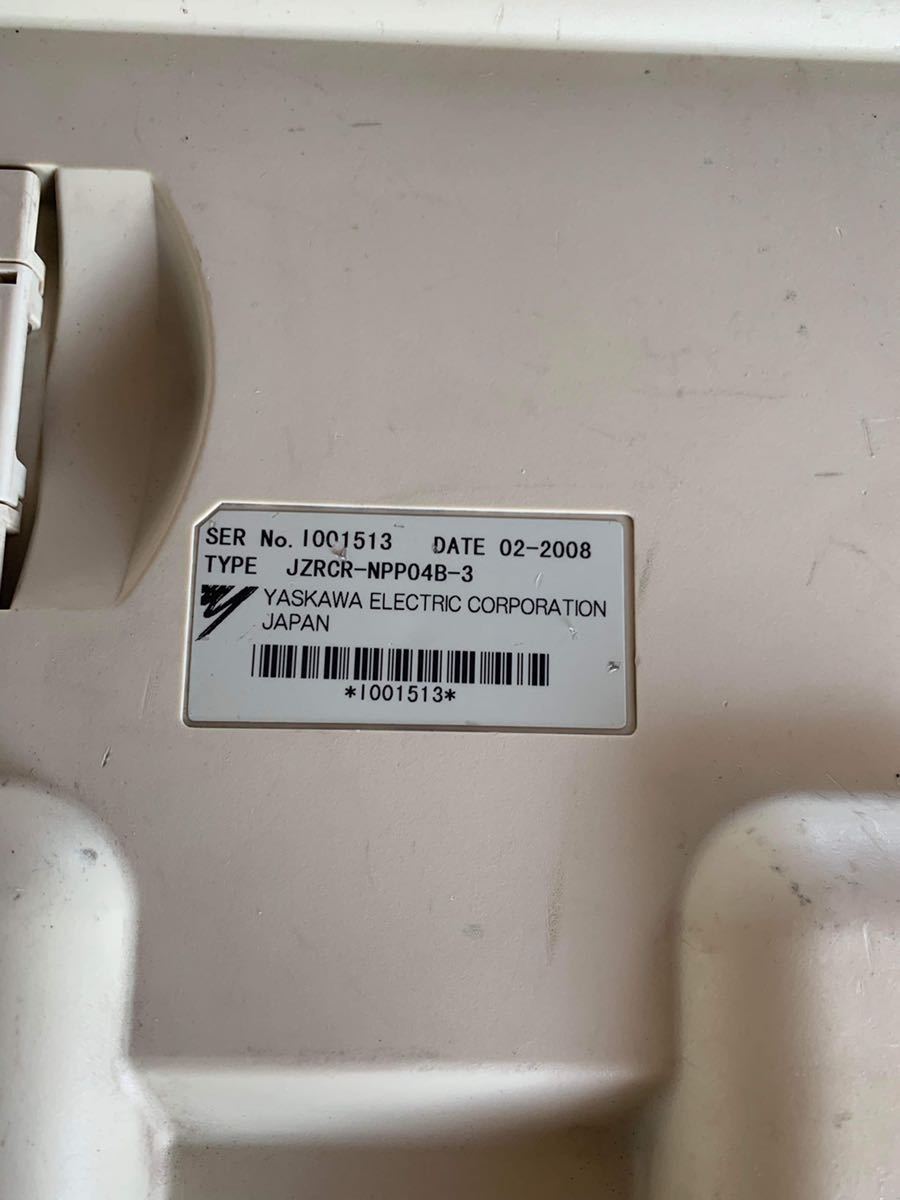 SER No. I001513 DATE 02-2008
TYPE JZRCR-NPP04B-3
YASKAWA ELECTRIC CORPORATION
JAPAN
*I001513*